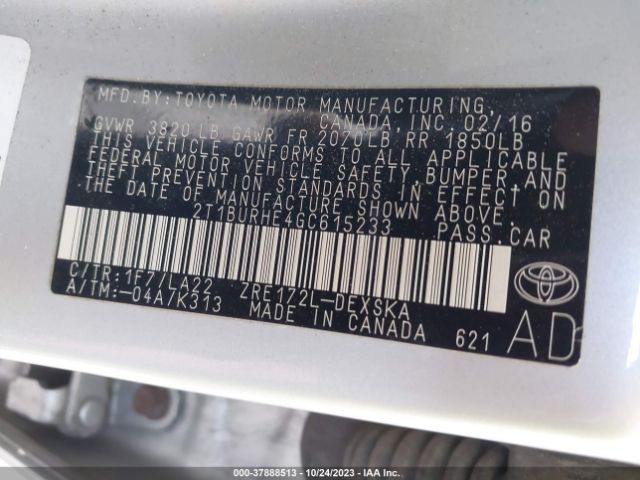 MFD. BY: TOYOTA MOTOR MANUFACTURING,
CANADA, INC. 02/16
GVWR 3820 LB GAWR FR 2070LB RR 1850LB
THIS VEHICLE CONFORMS TO ALL APPLICABLE
FEDERAL MOTOR VEHICLE SAFETY, BUMPER, AND
THEFT PREVENTION STANDARDS IN EFFECT ON
THE DATE OF MANUFACTURE SHOWN ABOVE.
2T1BURHE4GC615233 PASS.CAR
C/TR:1F7/LA22 ZRE172L-DEXSKA
A/TM:-04A/K313 MADE IN CANADA 621
AD
000-37888513 | 10/24/2023 | IAA Inc.